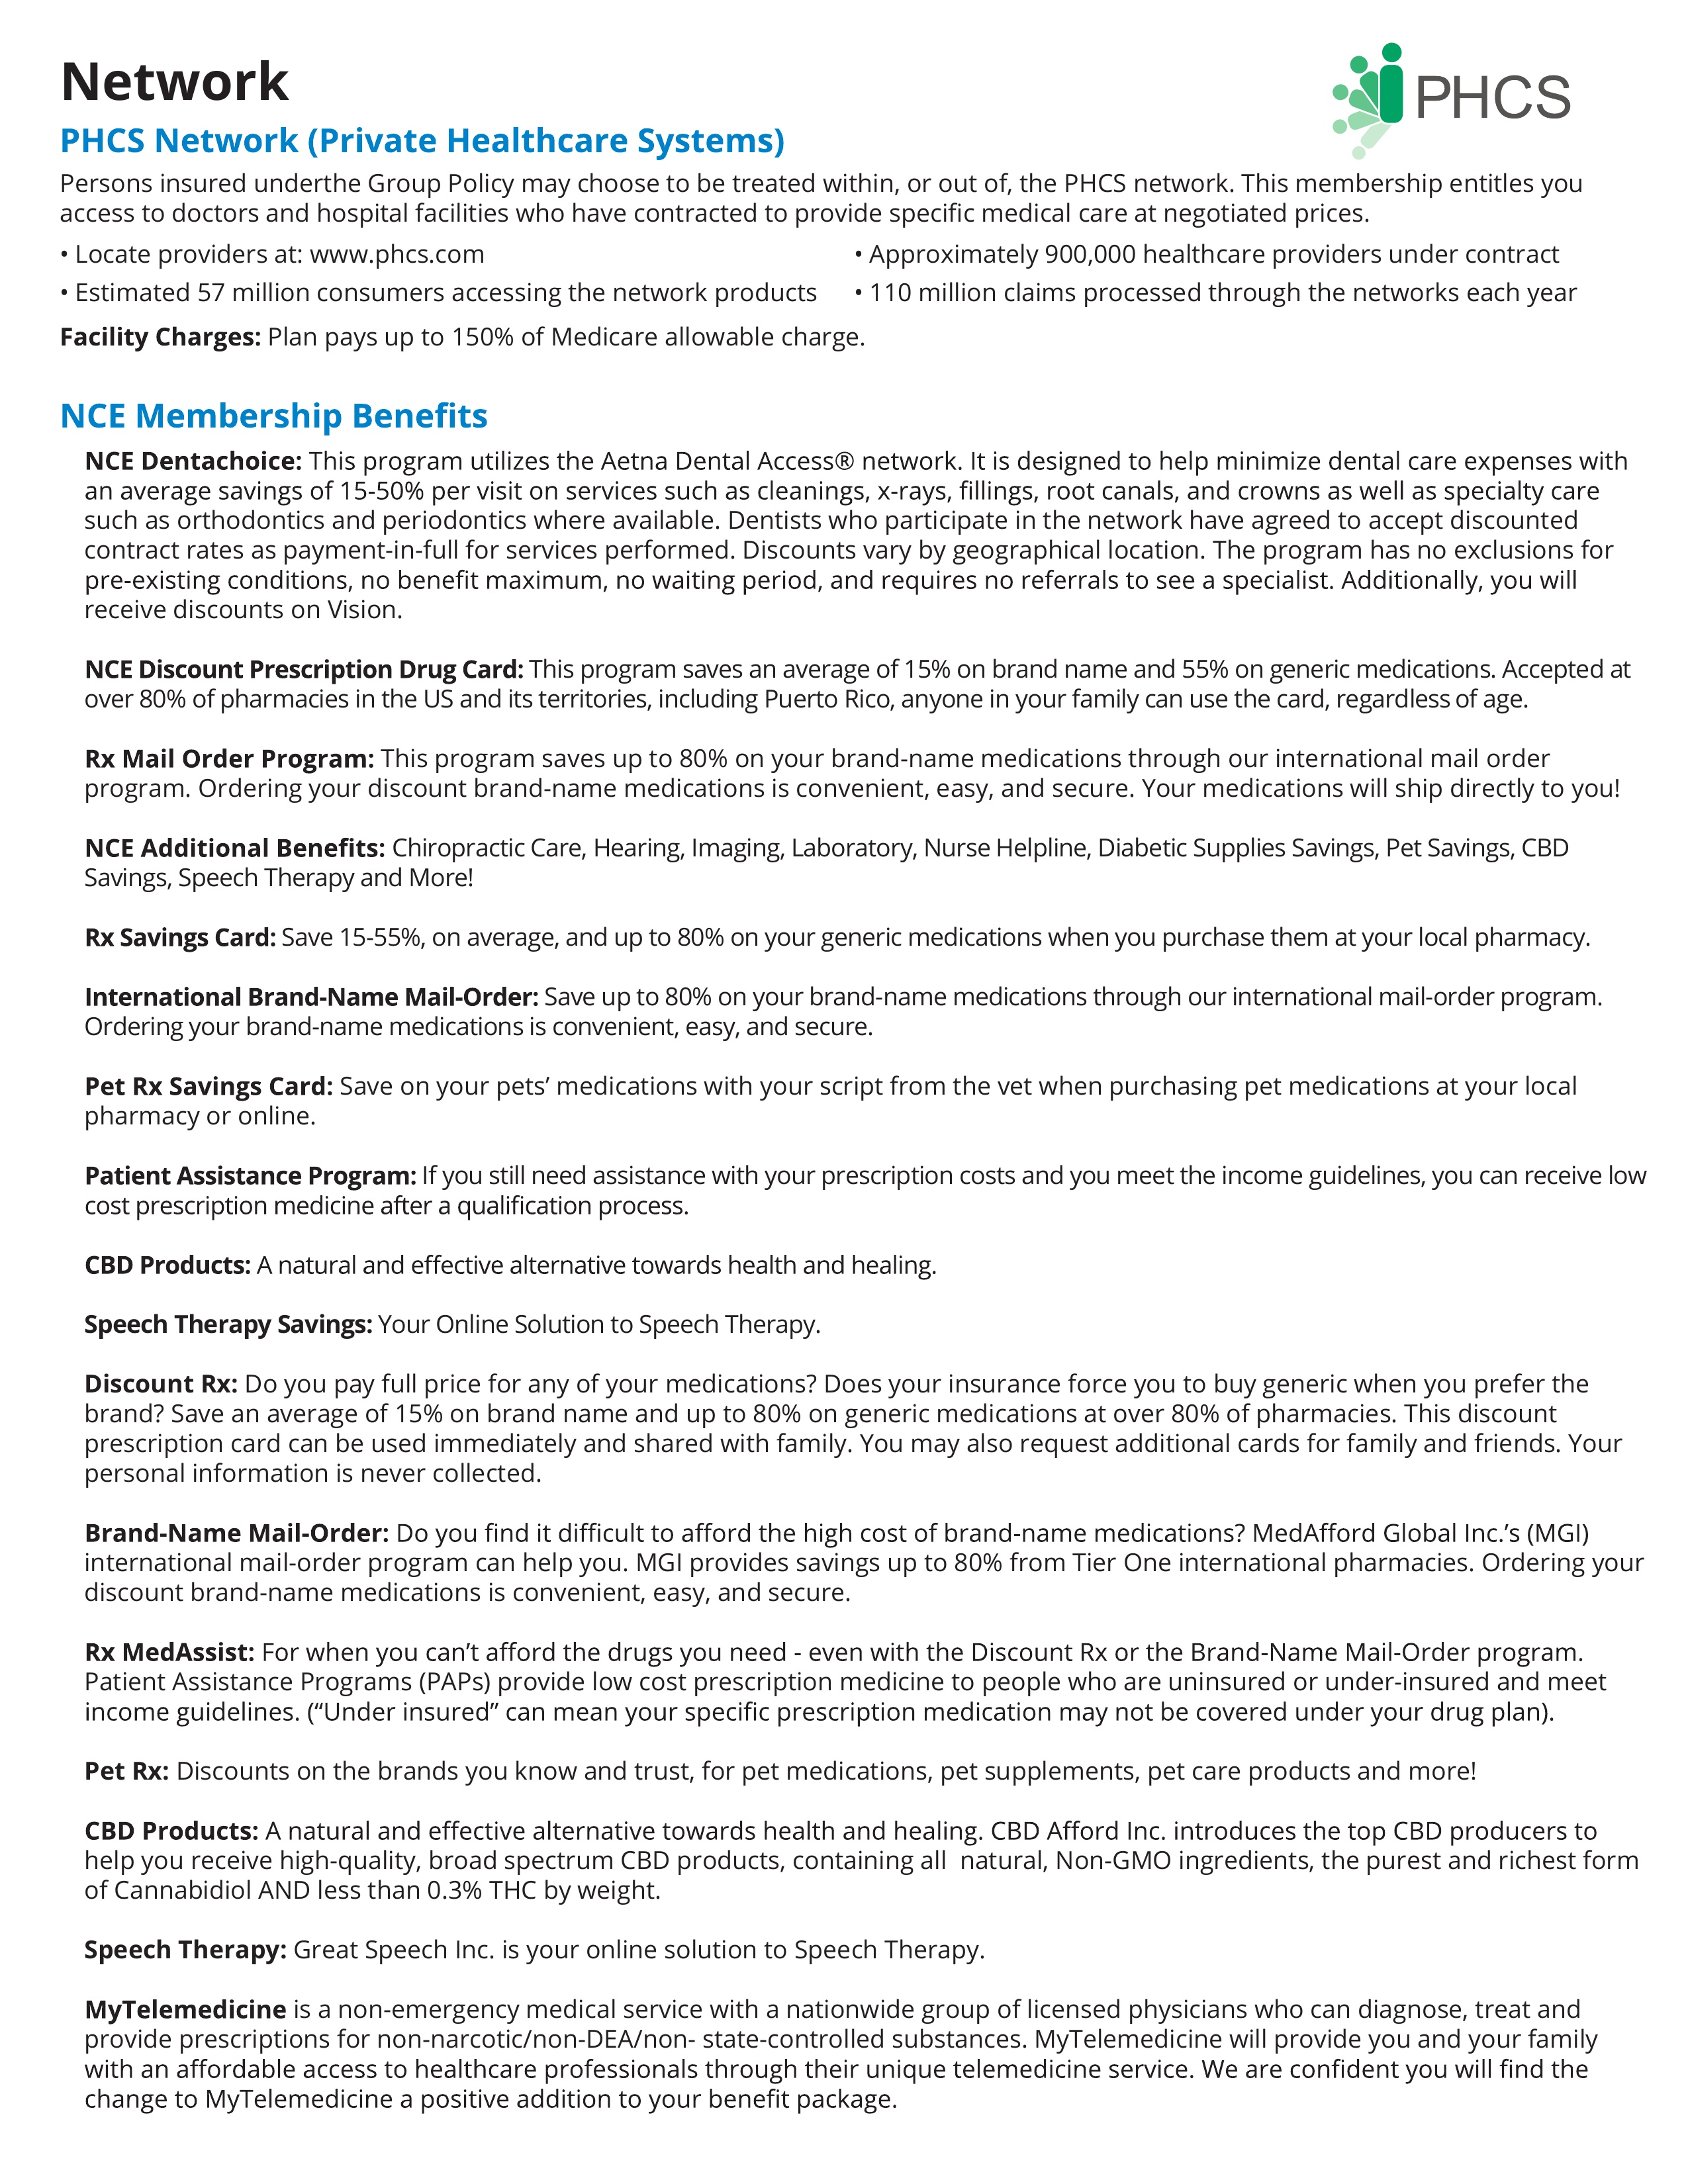 Network
PHCS
PHCS Network (Private Healthcare Systems)
Persons insured underthe Group Policy may choose to be treated within, or out of, the PHCS network. This membership entitles you
access to doctors and hospital facilities who have contracted to provide specific medical care at negotiated prices.
• Locate providers at: www.phcs.com
• Approximately 900,000 healthcare providers under contract
• Estimated 57 million consumers accessing the network products
• 110 million claims processed through the networks each year
Facility Charges: Plan pays up to 150% of Medicare allowable charge.
NCE Membership Benefits
NCE Dentachoice: This program utilizes the Aetna Dental Access® network. It is designed to help minimize dental care expenses with
an average savings of 15-50% per visit on services such as cleanings, x-rays, fillings, root canals, and crowns as well as specialty care
such as orthodontics and periodontics where available. Dentists who participate in the network have agreed to accept discounted
contract rates as payment-in-full for services performed. Discounts vary by geographical location. The program has no exclusions for
pre-existing conditions, no benefit maximum, no waiting period, and requires no referrals to see a specialist. Additionally, you will
receive discounts on Vision.
NCE Discount Prescription Drug Card: This program saves an average of 15% on brand name and 55% on generic medications. Accepted at
over 80% of pharmacies in the US and its territories, including Puerto Rico, anyone in your family can use the card, regardless of age.
Rx Mail Order Program: This program saves up to 80% on your brand-name medications through our international mail order
program. Ordering your discount brand-name medications is convenient, easy, and secure. Your medications will ship directly to you!
NCE Additional Benefits: Chiropractic Care, Hearing, Imaging, Laboratory, Nurse Helpline, Diabetic Supplies Savings, Pet Savings, CBD
Savings, Speech Therapy and More!
Rx Savings Card: Save 15-55%, on average, and up to 80% on your generic medications when you purchase them at your local pharmacy.
International Brand-Name Mail-Order: Save up to 80% on your brand-name medications through our international mail-order program.
Ordering your brand-name medications is convenient, easy, and secure.
Pet Rx Savings Card: Save on your pets’ medications with your script from the vet when purchasing pet medications at your local
pharmacy or online.
Patient Assistance Program: If you still need assistance with your prescription costs and you meet the income guidelines, you can receive low
cost prescription medicine after a qualification process.
CBD Products: A natural and effective alternative towards health and healing.
Speech Therapy Savings: Your Online Solution to Speech Therapy.
Discount Rx: Do you pay full price for any of your medications? Does your insurance force you to buy generic when you prefer the
brand? Save an average of 15% on brand name and up to 80% on generic medications at over 80% of pharmacies. This discount
prescription card can be used immediately and shared with family. You may also request additional cards for family and friends. Your
personal information is never collected.
Brand-Name Mail-Order: Do you find it difficult to afford the high cost of brand-name medications? MedAfford Global Inc.’s (MGI)
international mail-order program can help you. MGI provides savings up to 80% from Tier One international pharmacies. Ordering your
discount brand-name medications is convenient, easy, and secure.
Rx MedAssist: For when you can’t afford the drugs you need - even with the Discount Rx or the Brand-Name Mail-Order program.
Patient Assistance Programs (PAPs) provide low cost prescription medicine to people who are uninsured or under-insured and meet
income guidelines. (“Under insured” can mean your specific prescription medication may not be covered under your drug plan).
Pet Rx: Discounts on the brands you know and trust, for pet medications, pet supplements, pet care products and more!
CBD Products: A natural and effective alternative towards health and healing. CBD Afford Inc. introduces the top CBD producers to
help you receive high-quality, broad spectrum CBD products, containing all  natural, Non-GMO ingredients, the purest and richest form
of Cannabidiol AND less than 0.3% THC by weight.
Speech Therapy: Great Speech Inc. is your online solution to Speech Therapy.
MyTelemedicine is a non-emergency medical service with a nationwide group of licensed physicians who can diagnose, treat and
provide prescriptions for non-narcotic/non-DEA/non- state-controlled substances. MyTelemedicine will provide you and your family
with an affordable access to healthcare professionals through their unique telemedicine service. We are confident you will find the
change to MyTelemedicine a positive addition to your benefit package.